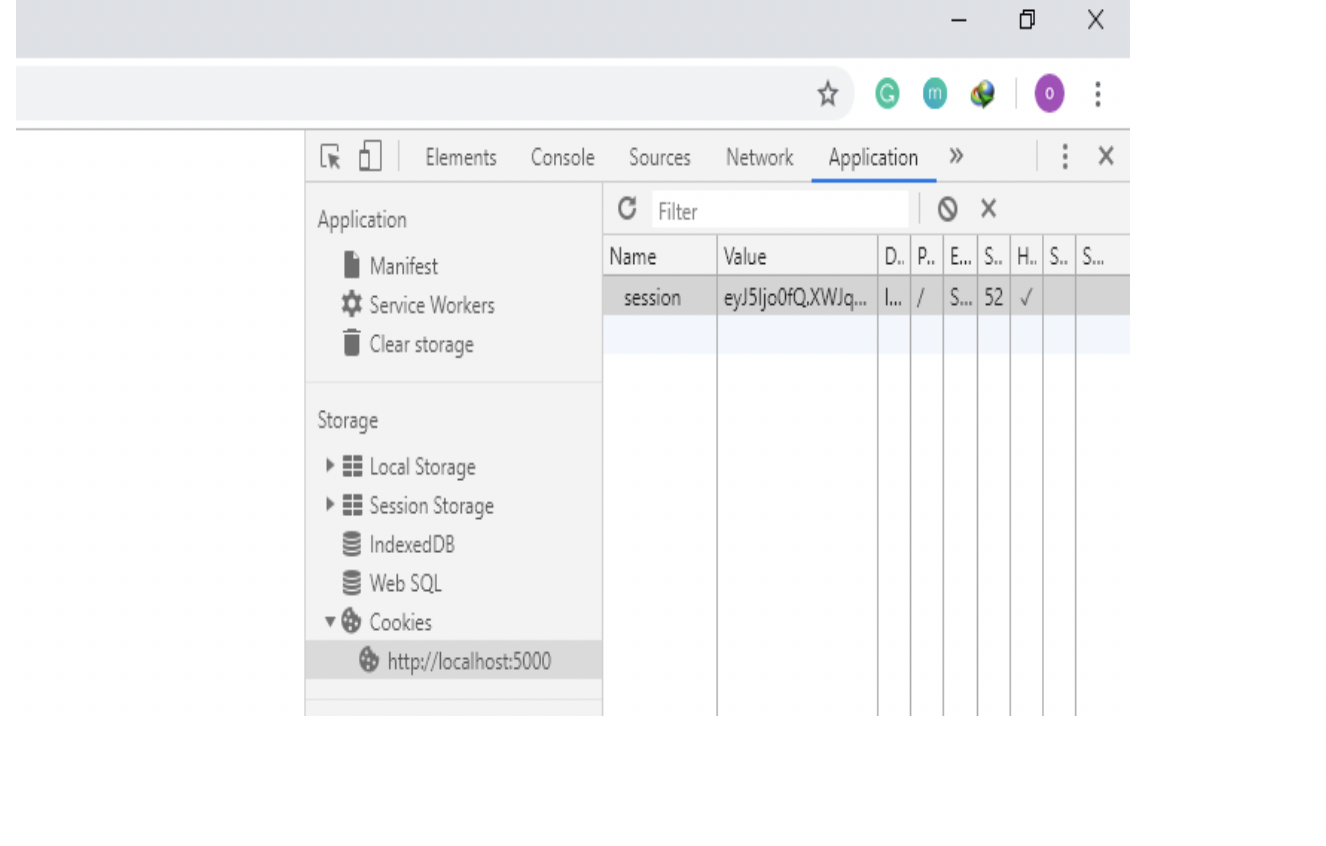 G m o
Elements Console Sources Network Application »
Application
Manifest
Service Workers
Clear storage
Storage
Local Storage
Session Storage
IndexedDB
Web SQL
Cookies
http://localhost:5000
Filter
Name Value D.. P.. E... S.. H.. S.. S...
session eyJ5Ijo0fQ.XWJq... l... / S... 52 ✓